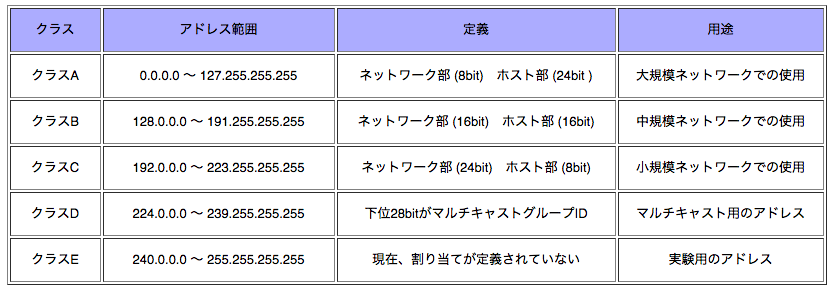 クラス アドレス範囲 定義 用途
クラスA 0.0.0.0 ～ 127.255.255.255 ネットワーク部 (8bit) ホスト部 (24bit ) 大規模ネットワークでの使用
クラスB 128.0.0.0 ～ 191.255.255.255 ネットワーク部 (16bit) ホスト部 (16bit) 中規模ネットワークでの使用
クラスC 192.0.0.0 ～ 223.255.255.255 ネットワーク部 (24bit) ホスト部 (8bit) 小規模ネットワークでの使用
クラスD 224.0.0.0 ～ 239.255.255.255 下位28bitがマルチキャストグループID マルチキャスト用のアドレス
クラスE 240.0.0.0 ～ 255.255.255.255 現在、割り当てが定義されていない 実験用のアドレス